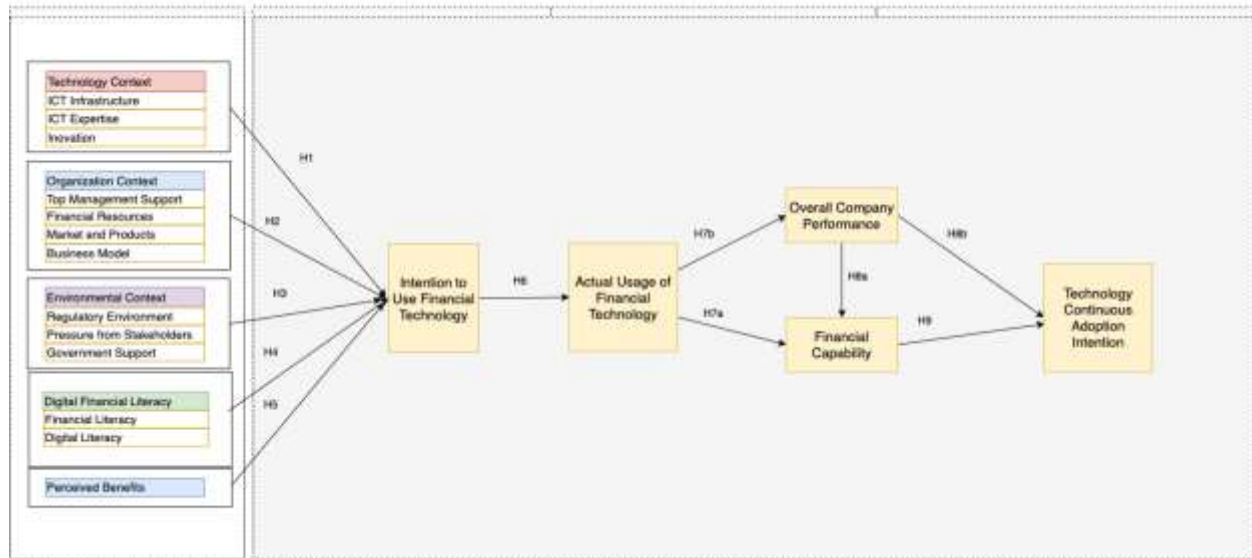 Technology Context
ICT Infrastructure
ICT Expertise
Inovation
H1
Organization Context
Top Management Support
Financial Resources
Market and Products
Business Model
H2
Environmental Context
Regulatory Environment
Pressure from Stakeholders
Government Support
H3
H4
Digital Financial Literacy
Financial Literacy
Digital Literacy
H5
Perceived Benefits
Intention to
Use Financial
Technology
H6
Actual Usage of
Financial
Technology
H7b
H7a
Overall Company
Performance
H8a
H8b
Financial
Capability
H9
Technology
Continuous
Adoption
Intention